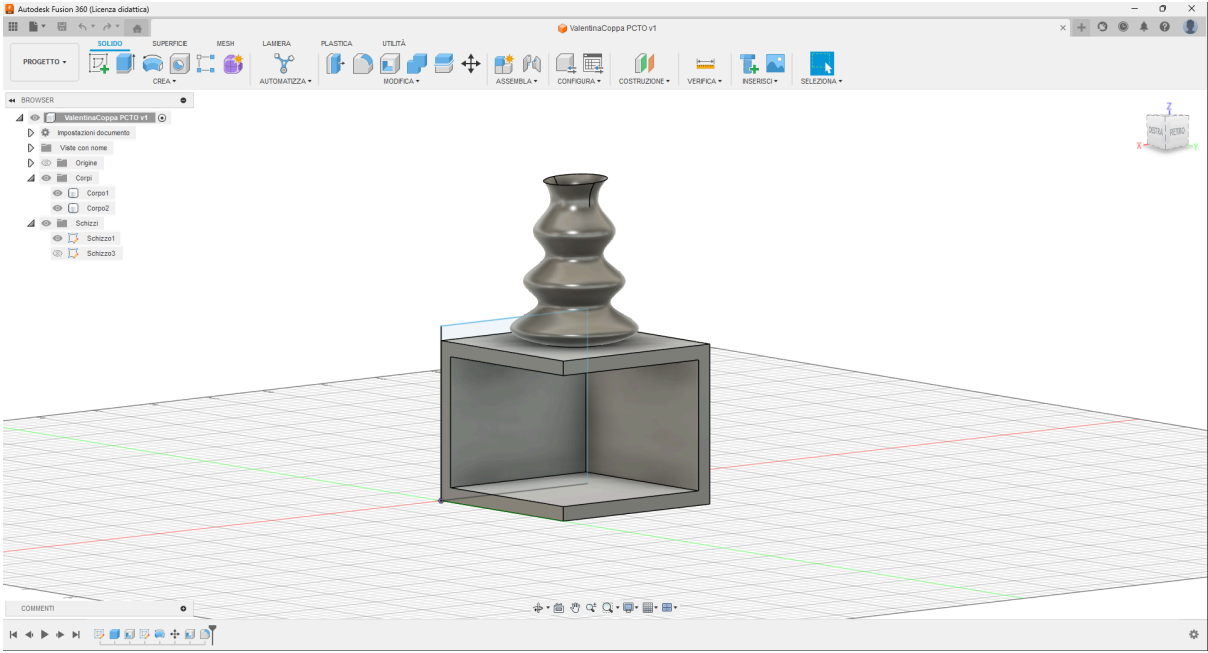 Autodesk Fusion 360 (Licenza didattica)
ValentinaCoppa PCTO v1
SOLIDO SUPERFICIE MESH LAMIERA PLASTICA UTILITÀ
PROGETTO
CREA AUTOMATIZZA MODIFICA ASSEMBLA CONFIGURA COSTRUZIONE VERIFICA INSERISCI SELEZIONA
BROWSER
ValentinaCoppa PCTO v1
Impostazioni documento
Viste con nome
Origine
Corpi
Corpo1
Corpo2
Schizzi
Schizzo1
Schizzo3
Z
DESTRA RETRO
X Y
COMMENTI